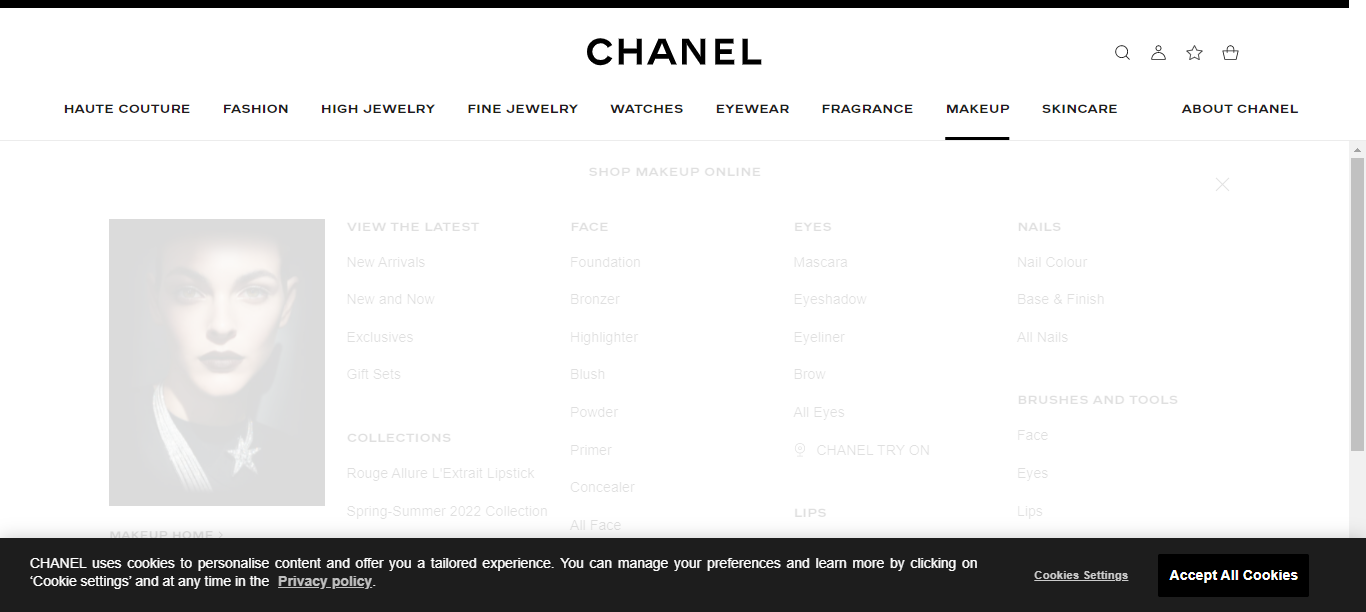 CHANEL
HAUTE COUTURE FASHION HIGH JEWELRY FINE JEWELRY WATCHES EYEWEAR FRAGRANCE MAKEUP SKINCARE ABOUT CHANEL
SHOP MAKEUP ONLINE
VIEW THE LATEST
New Arrivals
New and Now
Exclusives
Gift Sets
COLLECTIONS
Rouge Allure L'Extrait Lipstick
Spring-Summer 2022 Collection
FACE
Foundation
Bronzer
Highlighter
Blush
Powder
Primer
Concealer
All Face
EYES
Mascara
Eyeshadow
Eyeliner
Brow
All Eyes
CHANEL TRY ON
LIPS
NAILS
Nail Colour
Base & Finish
All Nails
BRUSHES AND TOOLS
Face
Eyes
Lips
MAKEUP HOME >
CHANEL uses cookies to personalise content and offer you a tailored experience. You can manage your preferences and learn more by clicking on
‘Cookie settings’ and at any time in the Privacy policy.
Cookies Settings
Accept All Cookies